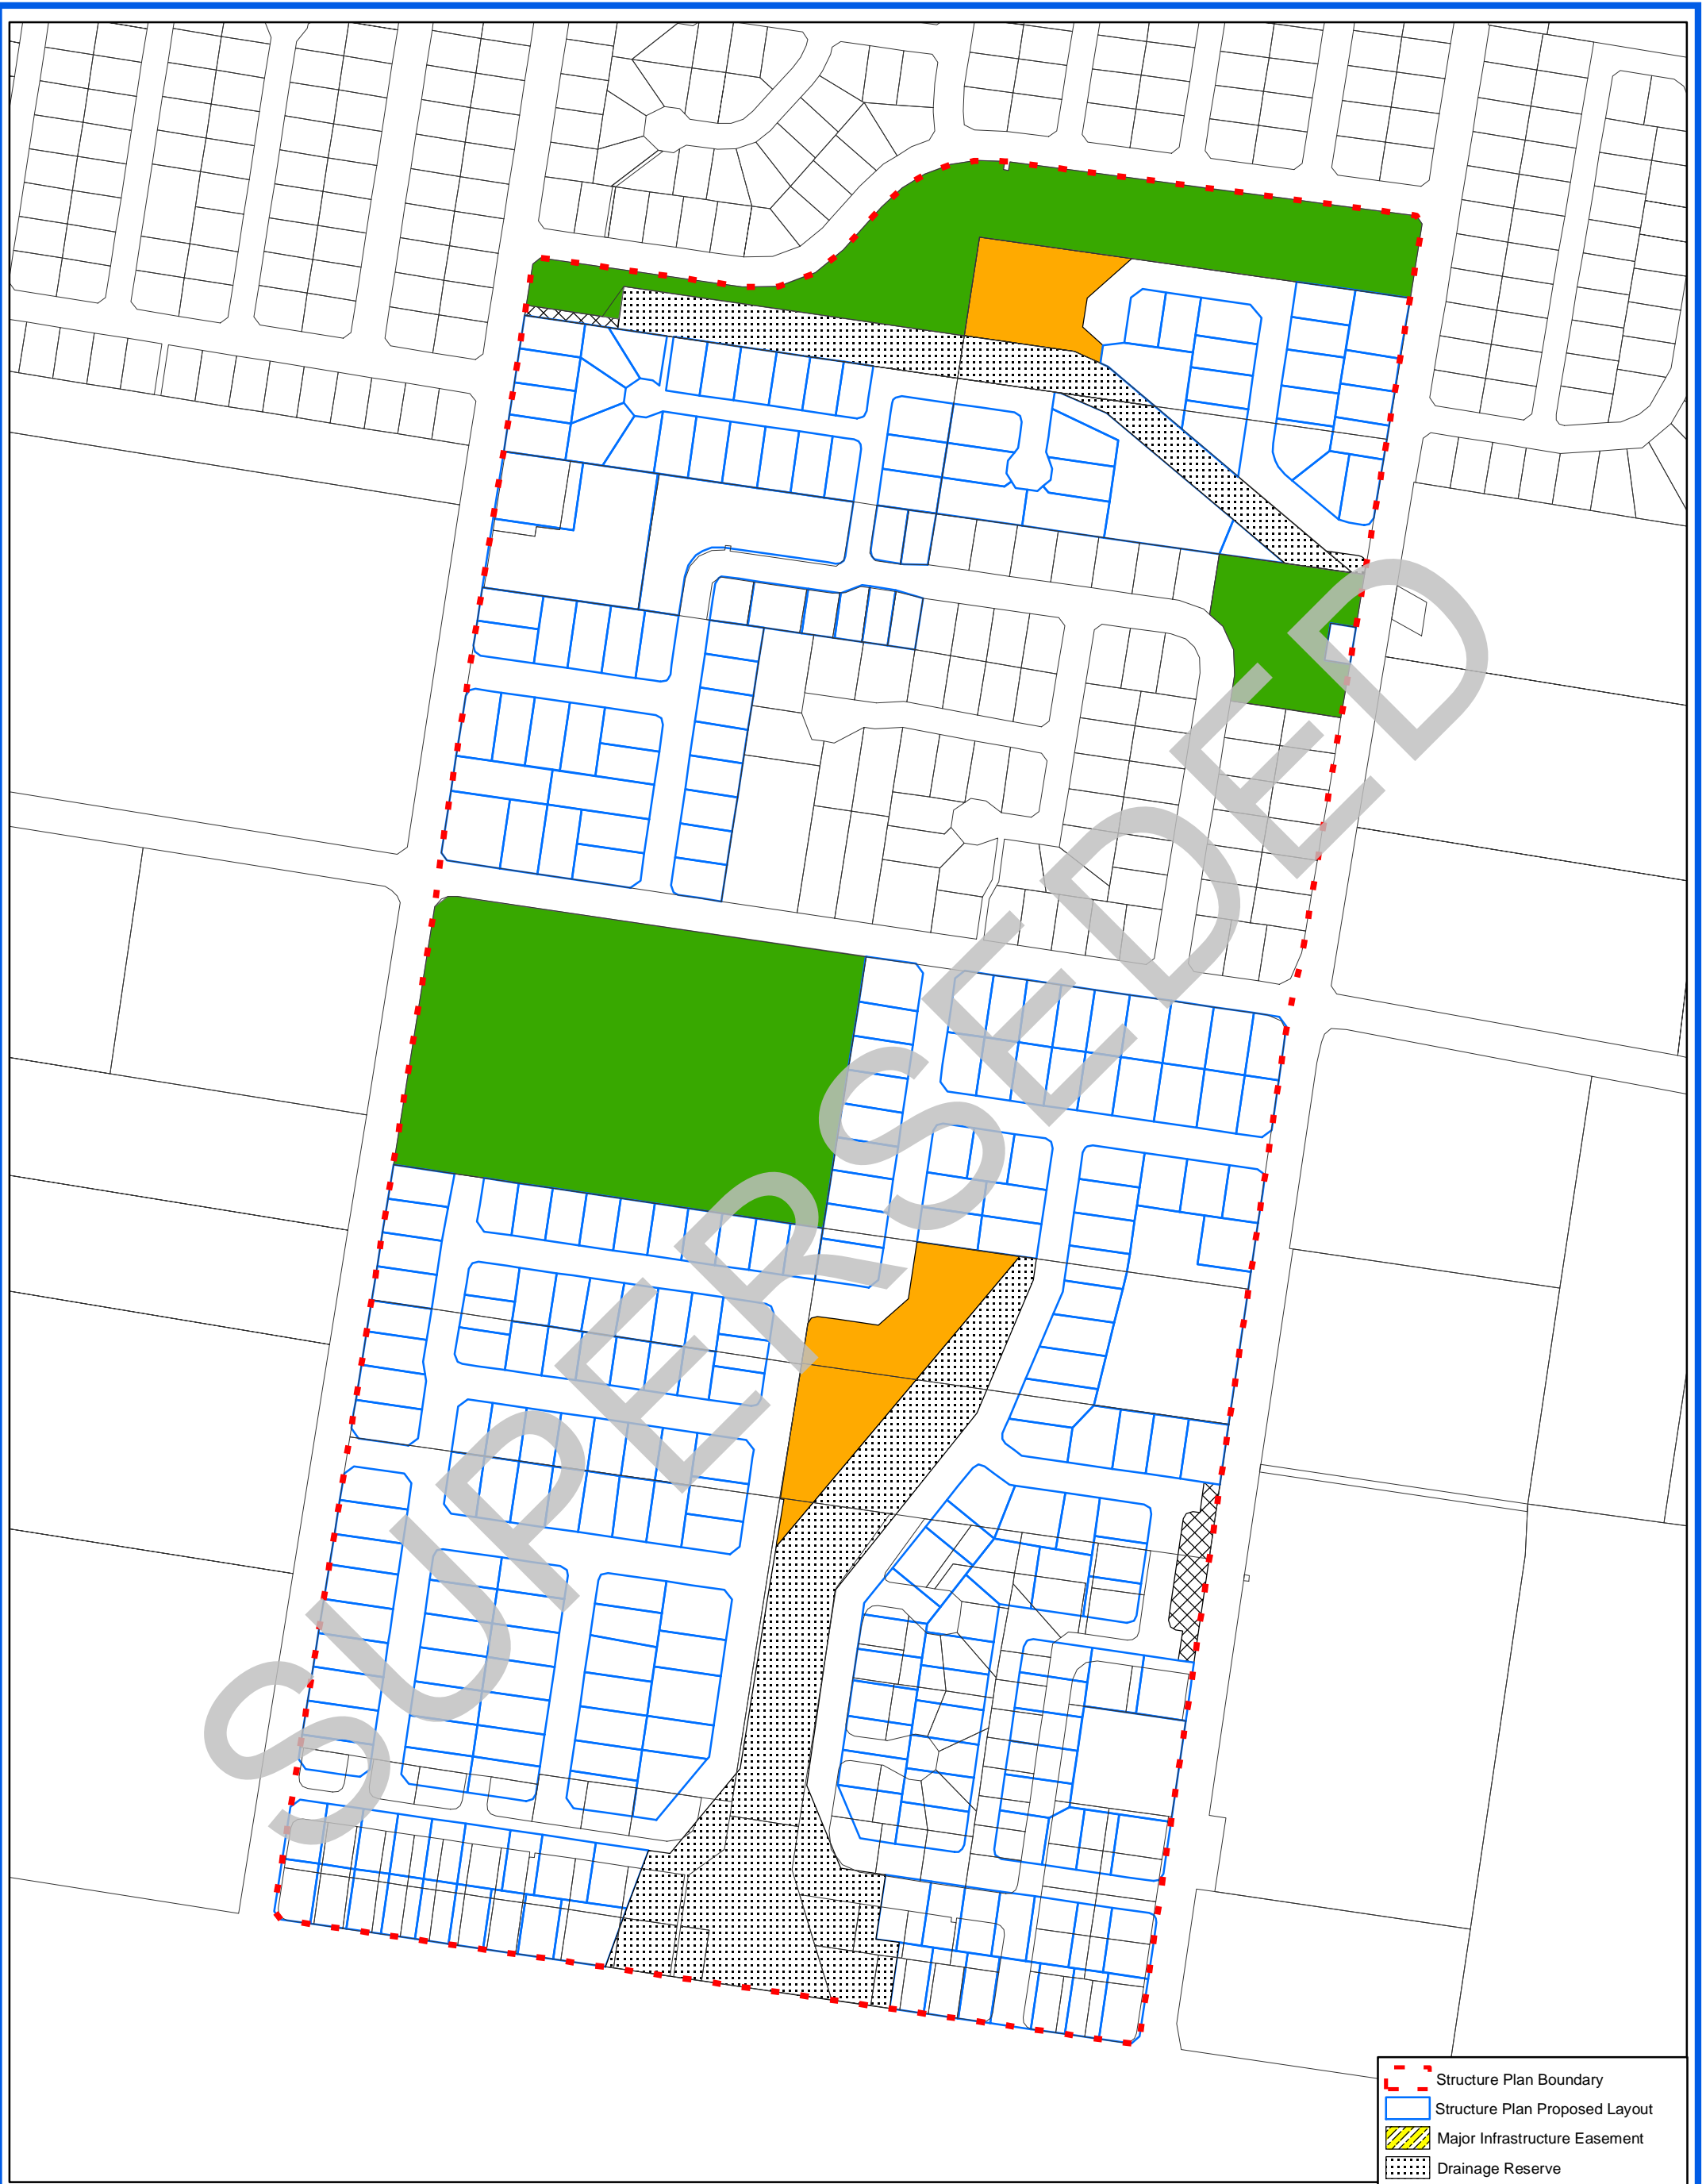 SUPERSEDED
Structure Plan Boundary
Structure Plan Proposed Layout
Major Infrastructure Easement
Drainage Reserve